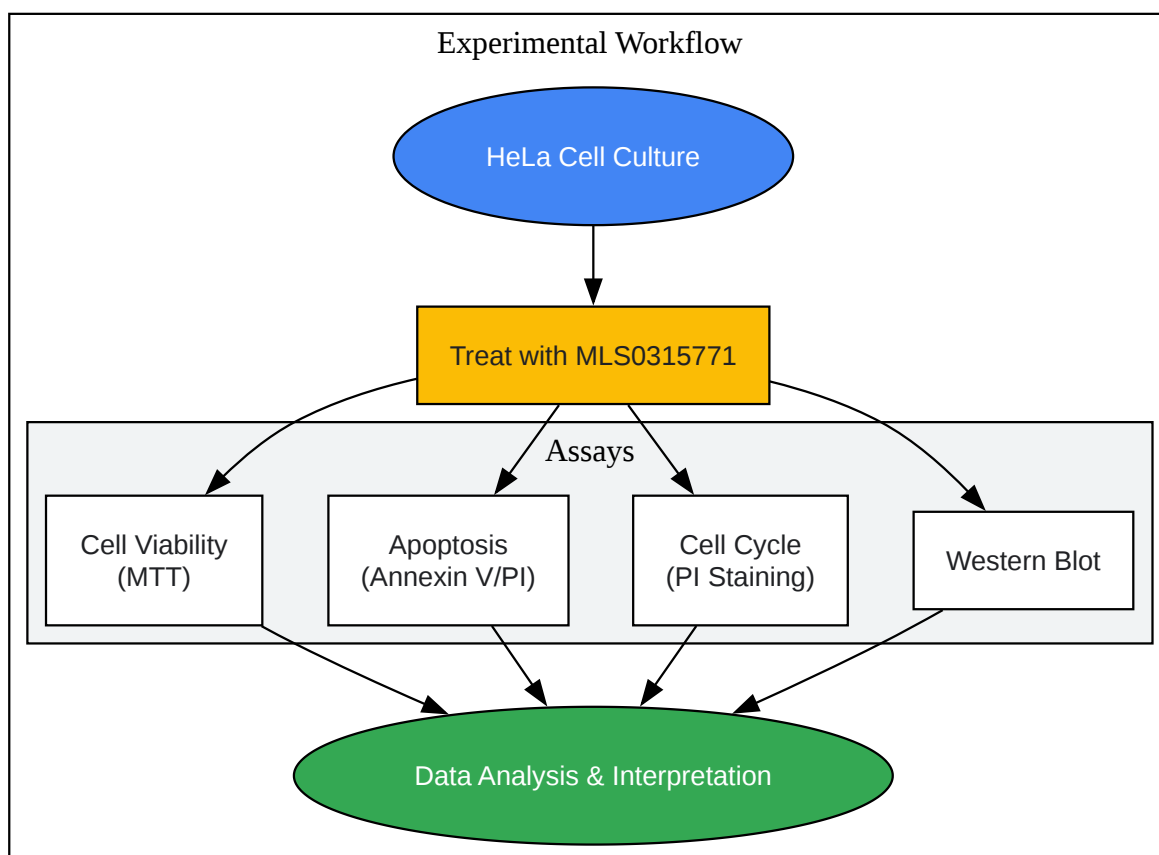 Experimental Workflow
HeLa Cell Culture
Treat with MLS0315771
Assays
Cell Viability
(MTT)
Apoptosis
(Annexin V/PI)
Cell Cycle
(PI Staining)
Western Blot
Data Analysis & Interpretation